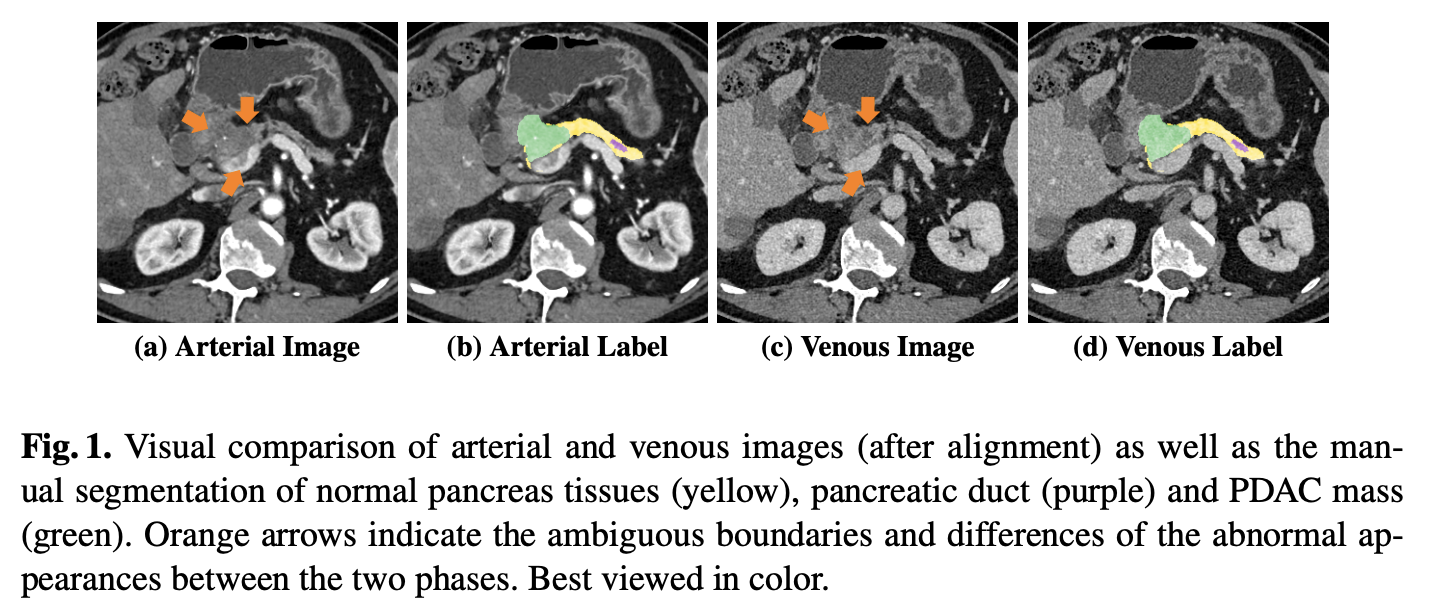 (a) Arterial Image (b) Arterial Label (c) Venous Image (d) Venous Label
Fig. 1. Visual comparison of arterial and venous images (after alignment) as well as the man-
ual segmentation of normal pancreas tissues (yellow), pancreatic duct (purple) and PDAC mass
(green). Orange arrows indicate the ambiguous boundaries and differences of the abnormal ap-
pearances between the two phases. Best viewed in color.